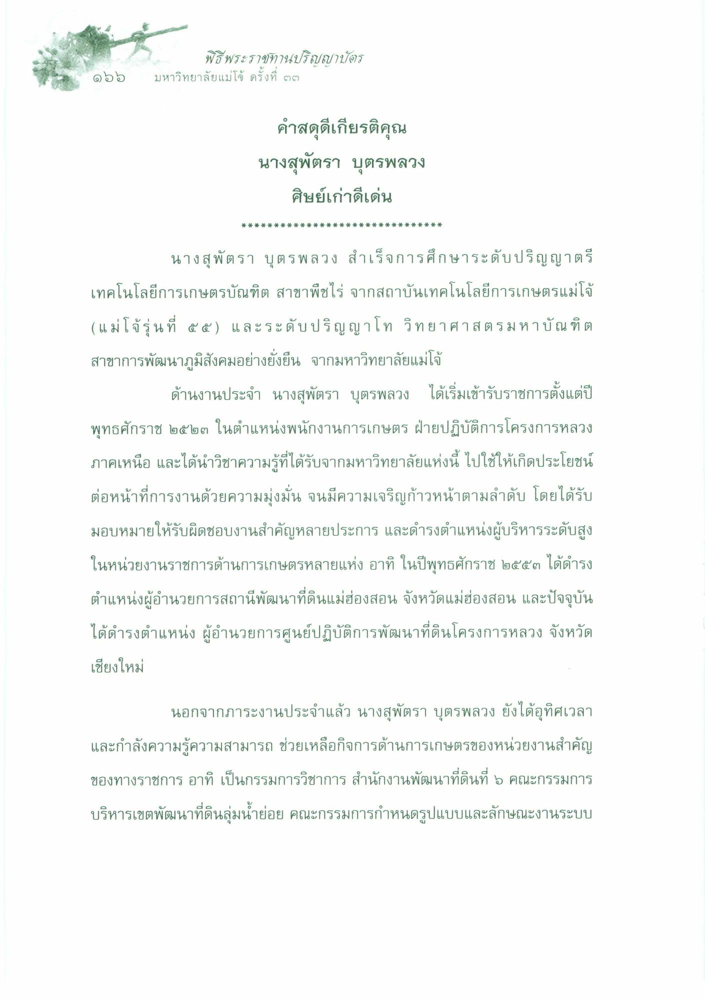 พิธีพระราชทานปริญญาบัตร
๑๖๖ มหาวิทยาลัยแม่โจ้ ครั้งที่ ๓๓
คำสดุดีเกียรติคุณ
นางสุพัตรา บุตรพลวง
ศิษย์เก่าดีเด่น
*******************************
นางสุพัตรา บุตรพลวง สำเร็จการศึกษาระดับปริญญาตรี
เทคโนโลยีการเกษตรบัณฑิต สาขาพืชไร่ จากสถาบันเทคโนโลยีการเกษตรแม่โจ้
(แม่โจ้รุ่นที่ ๕๕) และระดับปริญญาโท วิทยาศาสตรมหาบัณฑิต
สาขาการพัฒนาภูมิสังคมอย่างยั่งยืน จากมหาวิทยาลัยแม่โจ้
ด้านงานประจำ นางสุพัตรา บุตรพลวง ได้เริ่มเข้ารับราชการตั้งแต่ปี
พุทธศักราช ๒๕๒๓ ในตำแหน่งพนักงานการเกษตร ฝ่ายปฏิบัติการโครงการหลวง
ภาคเหนือ และได้นำวิชาความรู้ที่ได้รับจากมหาวิทยาลัยแห่งนี้ ไปใช้ให้เกิดประโยชน์
ต่อหน้าที่การงานด้วยความมุ่งมั่น จนมีความเจริญก้าวหน้าตามลำดับ โดยได้รับ
มอบหมายให้รับผิดชอบงานสำคัญหลายประการ และดำรงตำแหน่งผู้บริหารระดับสูง
ในหน่วยงานราชการด้านการเกษตรหลายแห่ง อาทิ ในปีพุทธศักราช ๒๕๕๓ ได้ดำรง
ตำแหน่งผู้อำนวยการสถานีพัฒนาที่ดินแม่ฮ่องสอน จังหวัดแม่ฮ่องสอน และปัจจุบัน
ได้ดำรงตำแหน่ง ผู้อำนวยการศูนย์ปฏิบัติการพัฒนาที่ดินโครงการหลวง จังหวัด
เชียงใหม่
นอกจากภาระงานประจำแล้ว นางสุพัตรา บุตรพลวง ยังได้อุทิศเวลา
และกำลังความรู้ความสามารถ ช่วยเหลือกิจการด้านการเกษตรของหน่วยงานสำคัญ
ของทางราชการ อาทิ เป็นกรรมการวิชาการ สำนักงานพัฒนาที่ดินที่ ๖ คณะกรรมการ
บริหารเขตพัฒนาที่ดินลุ่มน้ำย่อย คณะกรรมการกำหนดรูปแบบและลักษณะงานระบบ